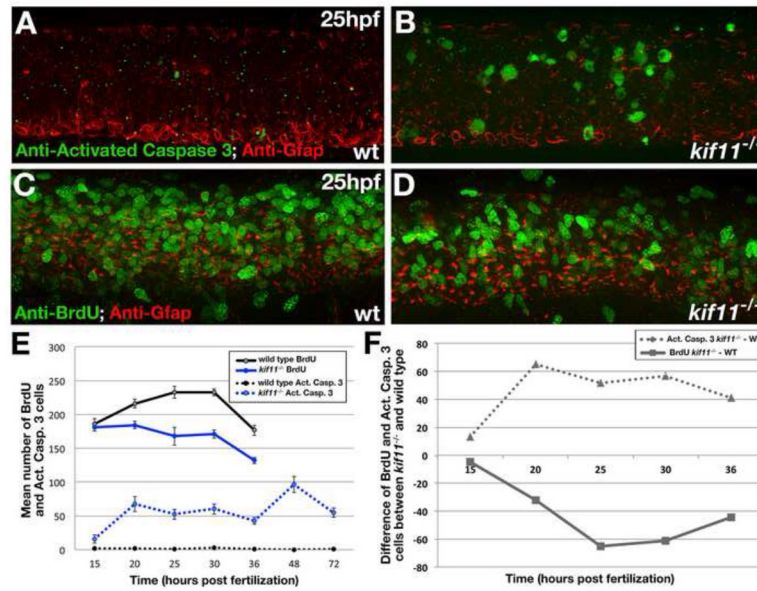 A
25hpf
Anti-Activated Caspase 3; Anti-Gfap
wt
B
kif11-/-
C
25hpf
Anti-BrdU; Anti-Gfap
wt
D
kif11-/-
E
wild type BrdU
kif11-/- BrdU
wild type Act. Casp. 3
kif11-/- Act. Casp. 3
Mean number of BrdU
and Act. Casp. 3 cells
300
250
200
150
100
50
0
15 20 25 30 36 48 72
Time (hours post fertilization)
F
Act. Casp. 3 kif11-/- - W
BrdU kif11-/- - WT
Difference of BrdU and Act. Casp. 3
cells between kif11-/- and wild type
80
60
40
20
0
-20
-40
-60
-80
15 20 25 30 36
Time (hours post fertilization)